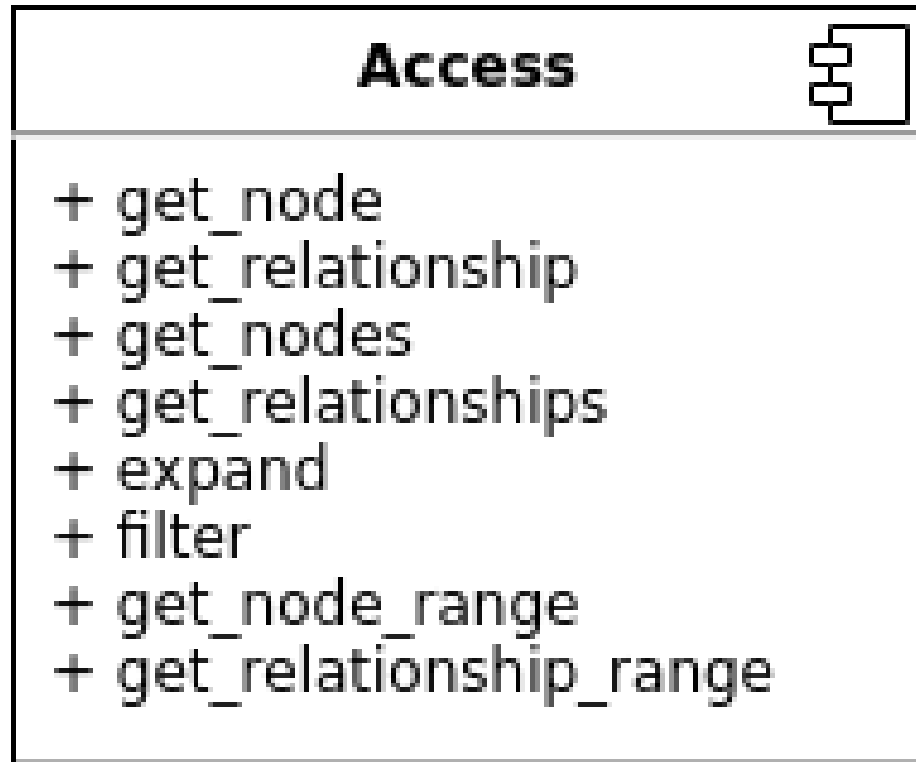 Access
+ get_node
+ get_relationship
+ get_nodes
+ get_relationships
+ expand
+ filter
+ get_node_range
+ get_relationship_range